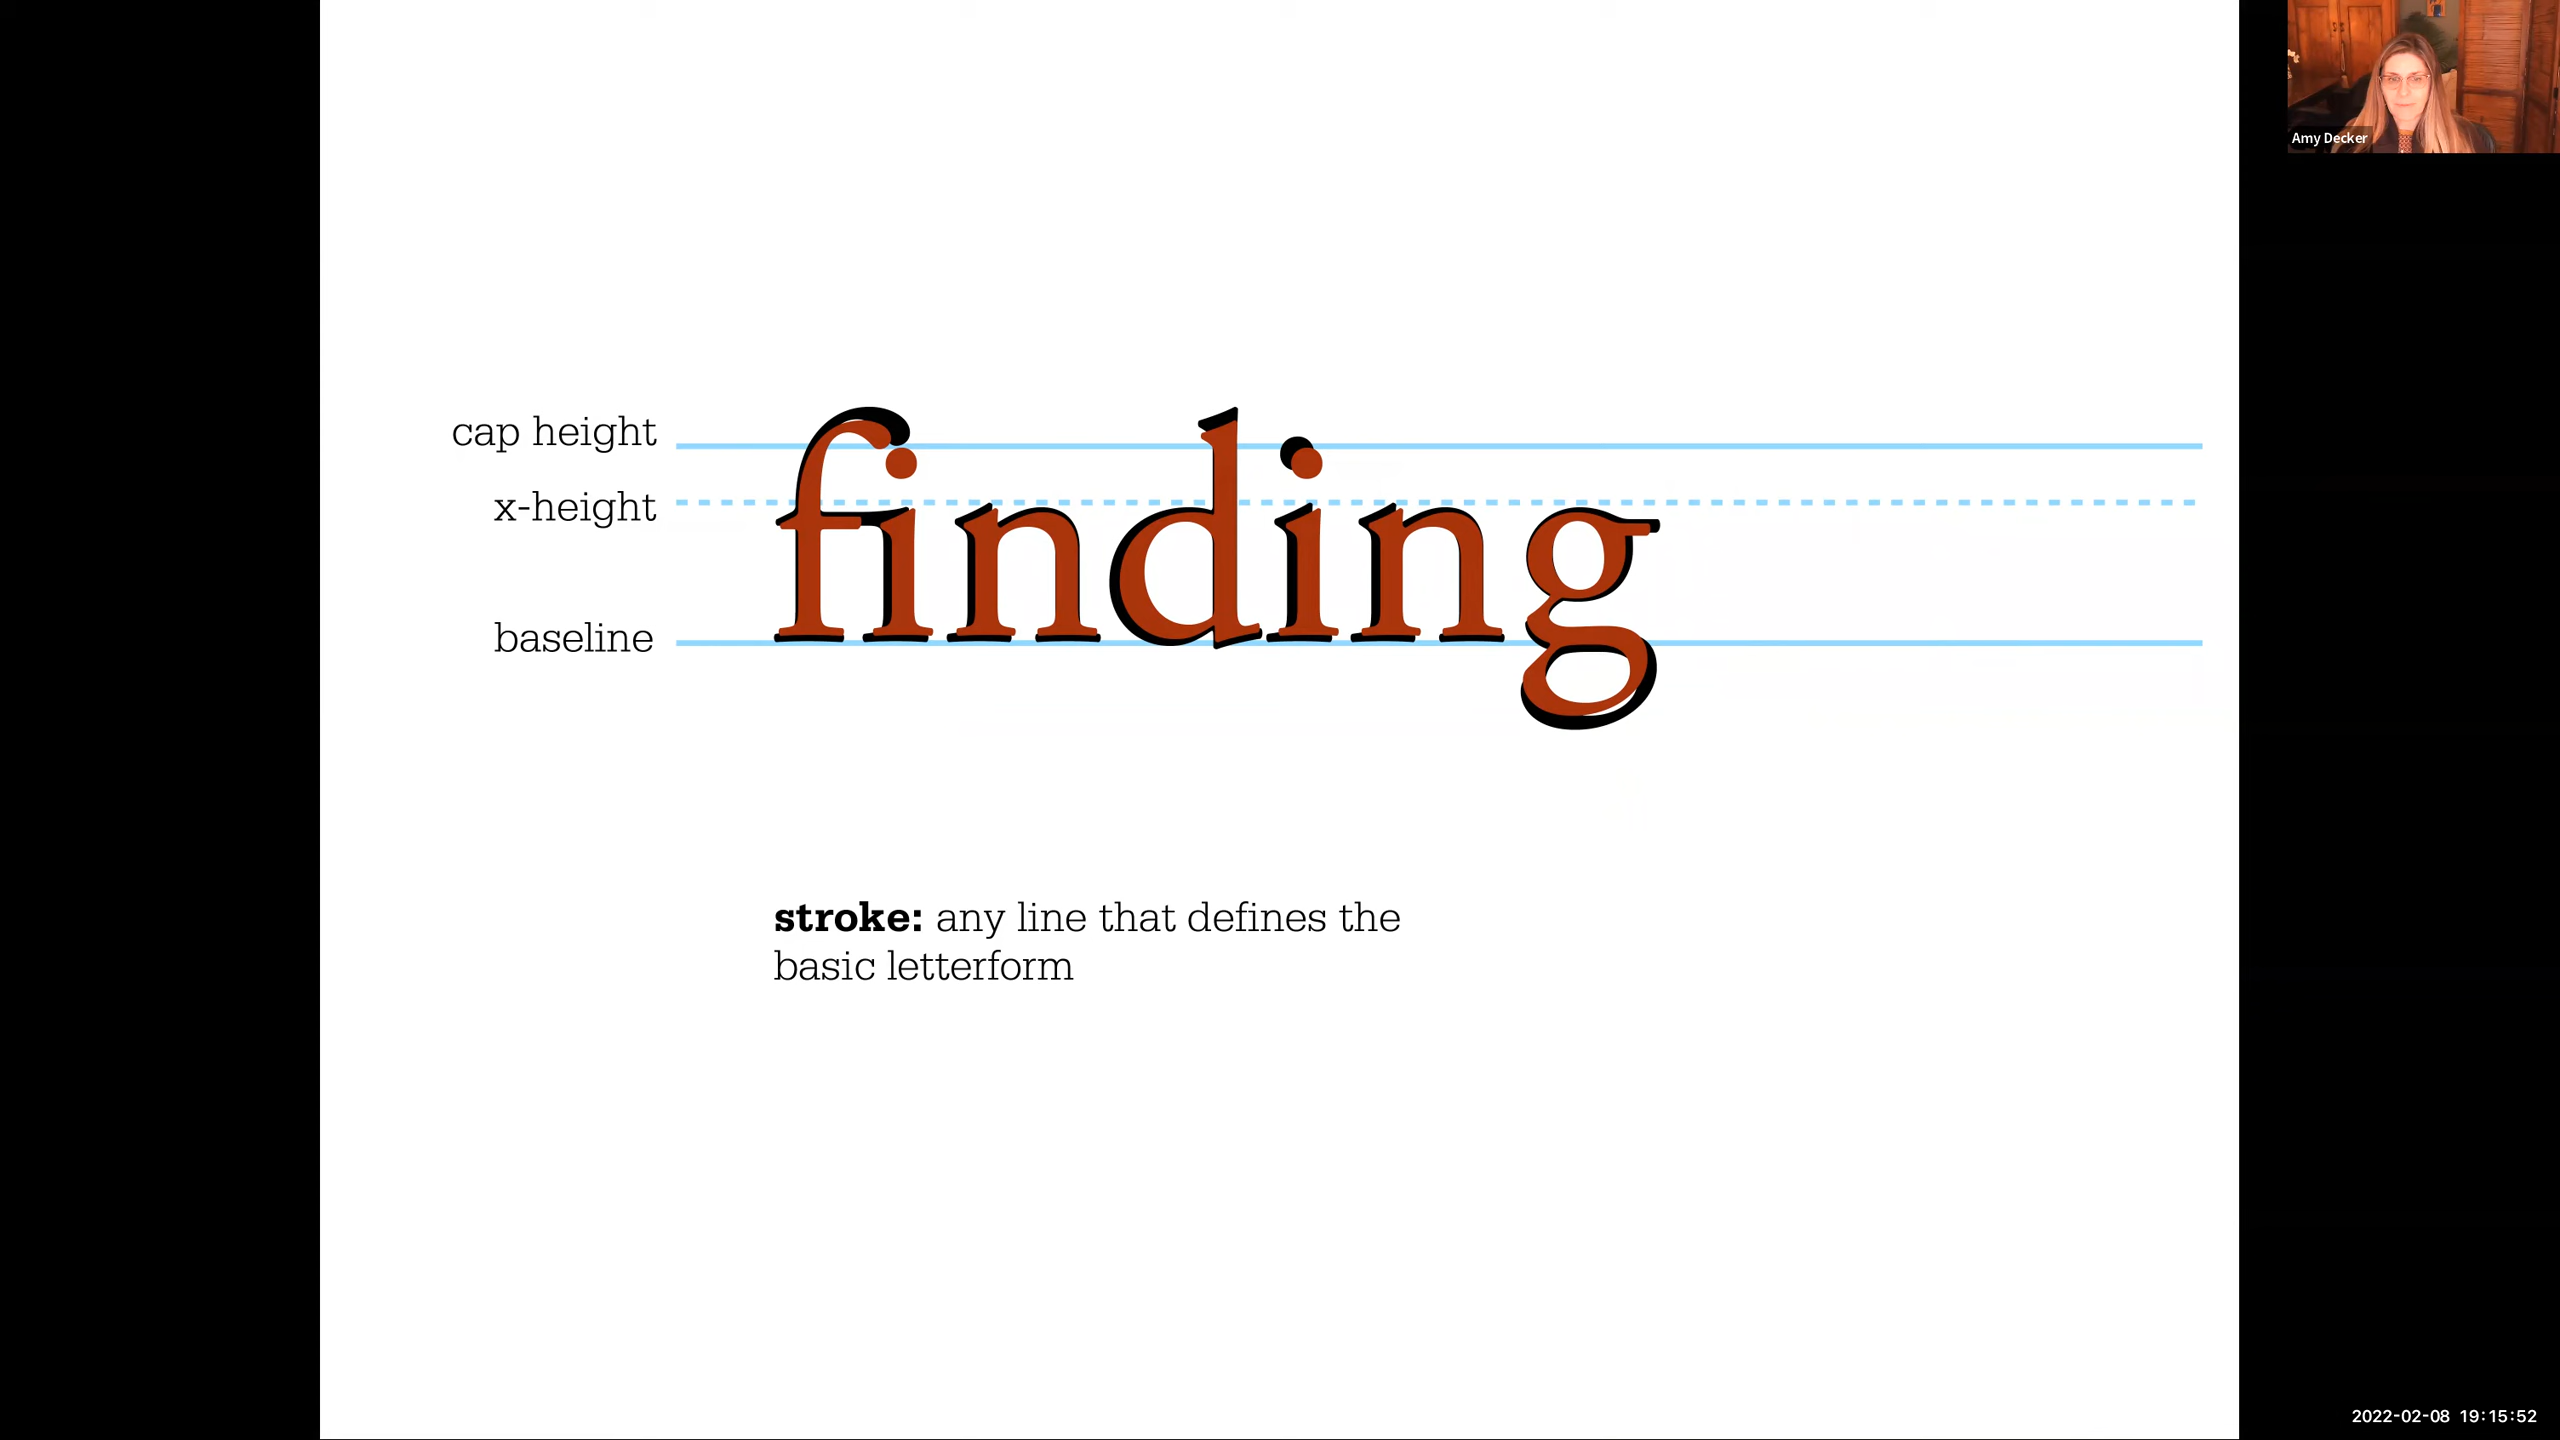 Amy Decker
cap height
x-height
baseline
finding
stroke: any line that defines the
basic letterform
2022-02-08 19:15:52